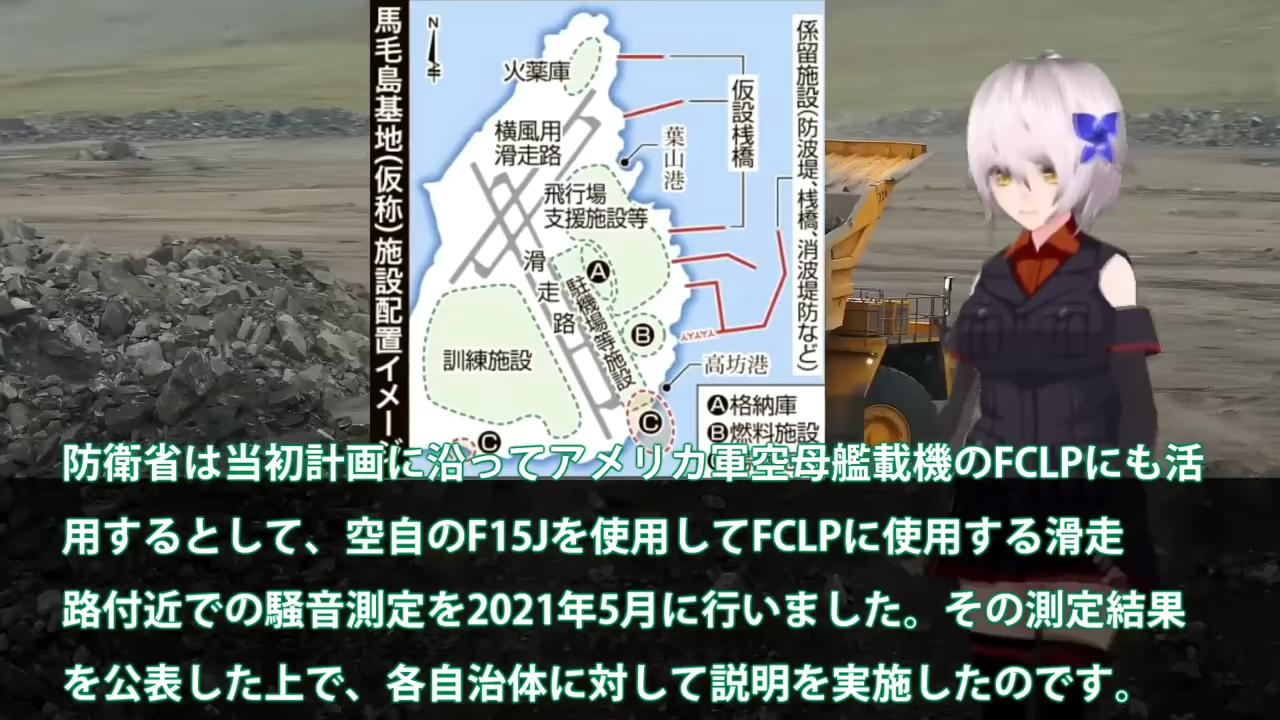 馬毛島基地(仮称)施設配置イメージ
N
火薬庫
横風用
滑走路
飛行場
支援施設等
滑走路
駐機場等施設
訓練施設
A
B
C
C
葉山港
仮設桟橋
係留施設(防波堤、桟橋、消波堤防など)
高坊港
A格納庫
B燃料施設
防衛省は当初計画に沿ってアメリカ軍空母艦載機のFCLPにも活
用するとして、空自のF15Jを使用してFCLPに使用する滑走
路付近での騒音測定を2021年5月に行いました。その測定結果
を公表した上で、各自治体に対して説明を実施したのです。